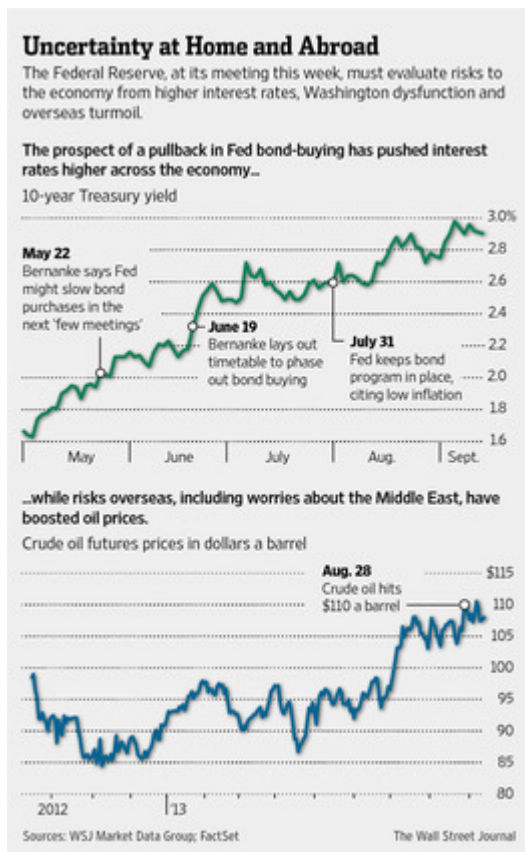 Uncertainty at Home and Abroad
The Federal Reserve, at its meeting this week, must evaluate risks to
the economy from higher interest rates, Washington dysfunction and
overseas turmoil.
The prospect of a pullback in Fed bond-buying has pushed interest
rates higher across the economy...
10-year Treasury yield
3.0%
2.8
2.6
2.4
2.2
2.0
1.8
1.6
May 22
Bernanke says Fed
might slow bond
purchases in the
next 'few meetings'
June 19
Bernanke lays out
timetable to phase
out bond buying
July 31
Fed keeps bond
program in place,
citing low inflation
May
June
July
Aug.
Sept.
...while risks overseas, including worries about the Middle East, have
boosted oil prices.
Crude oil futures prices in dollars a barrel
Aug. 28
Crude oil hits
$110 a barrel
$115
110
105
100
95
90
85
80
2012
'13
Sources: WSJ Market Data Group; FactSet
The Wall Street Journal